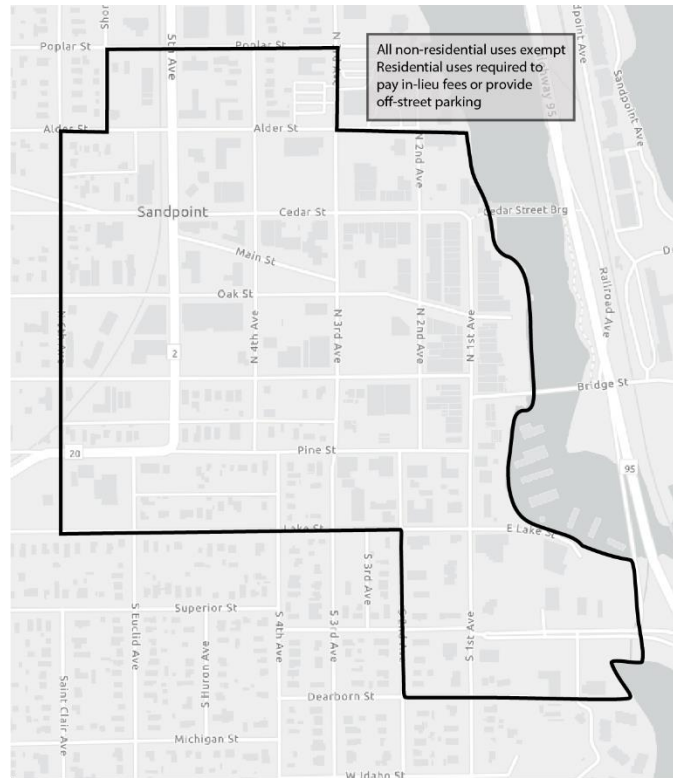 Poplar St
5th Ave
Poplar St
All non-residential uses exempt
Residential uses required to
pay in-lieu fees or provide
off-street parking
Sandpoint Ave
Alder St
Alder St
N 2nd Ave
95
Sandpoint
Cedar St
Cedar Street Brg
Main St
Railroad Ave
Oak St
N 4th Ave
N 3rd Ave
N 2nd Ave
N 1st Ave
2
Bridge St
20
Pine St
95
Lake St
E Lake St
S 3rd Ave
Superior St
S Euclid Ave
S Huron Ave
S 4th Ave
S 3rd Ave
S 2nd Ave
S 1st Ave
Saint Clair Ave
Dearborn St
Michigan St
W Idaho St